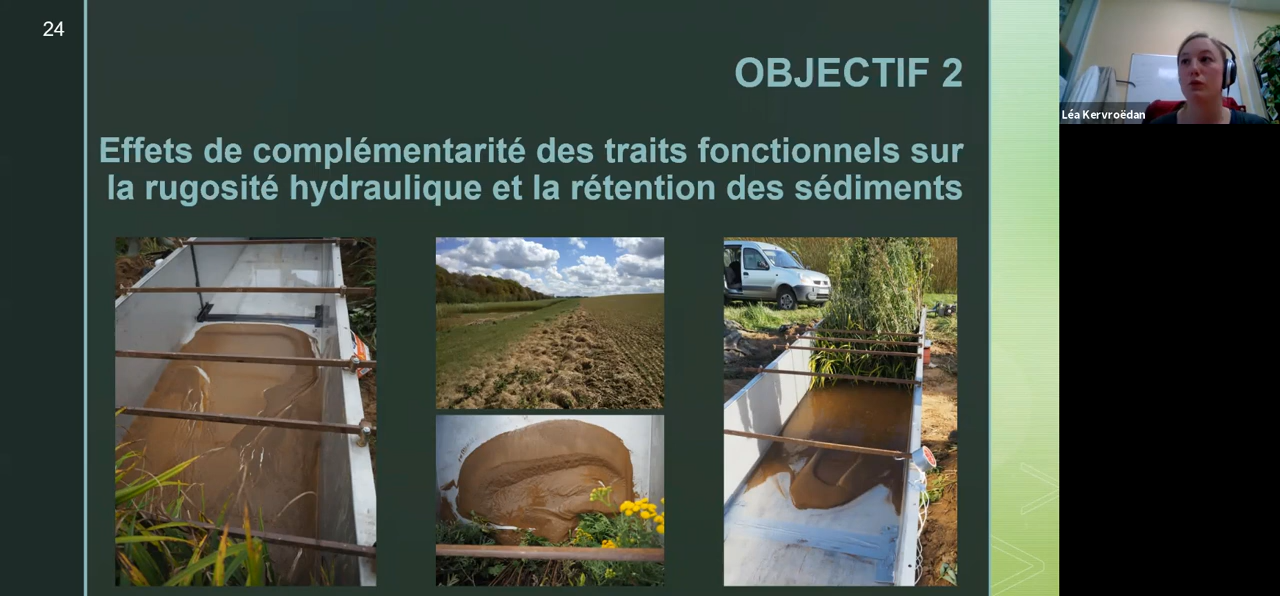 24
OBJECTIF 2
Effets de complémentarité des traits fonctionnels sur
la rugosité hydraulique et la rétention des sédiments
Léa Kervroëdan